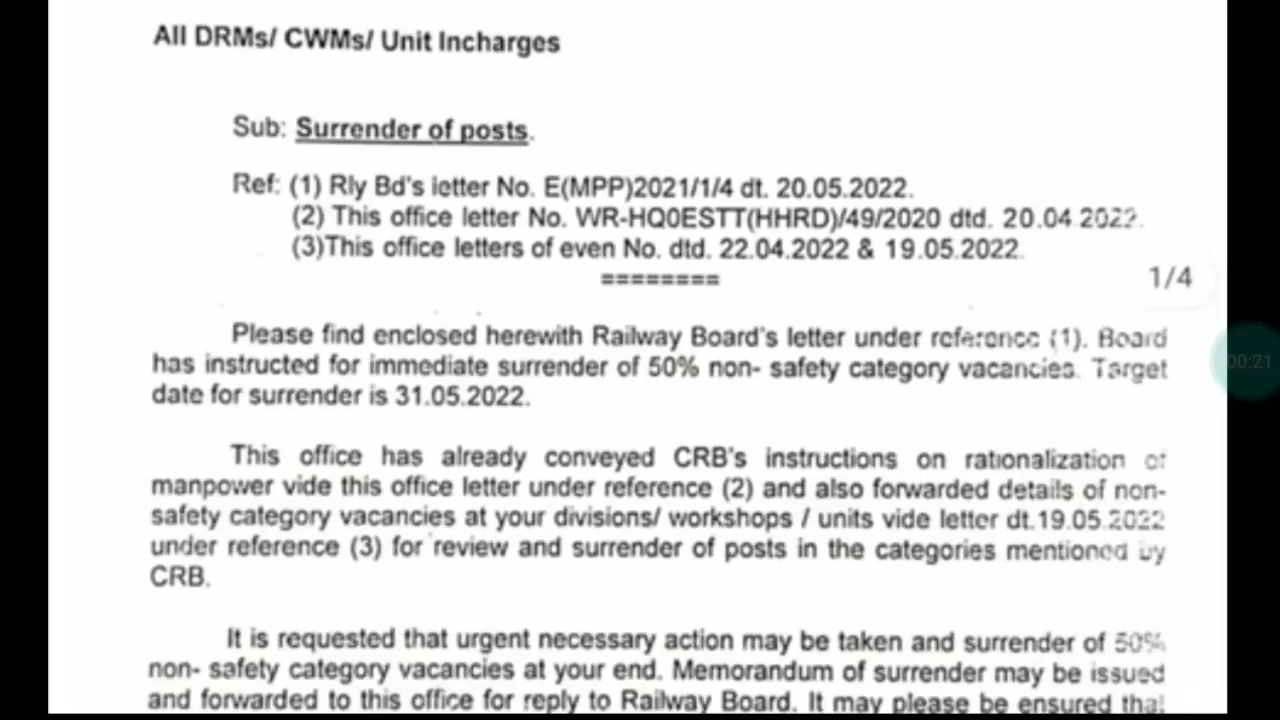 All DRMs/ CWMs/ Unit Incharges
Sub: Surrender of posts.
Ref: (1) Rly Bd's letter No. E(MPP)2021/1/4 dt. 20.05.2022.
(2) This office letter No. WR-HQ0ESTT(HHRD)/49/2020 dtd. 20.04.2022.
(3)This office letters of even No. dtd. 22.04.2022 & 19.05.2022.
========
1/4
Please find enclosed herewith Railway Board's letter under reference (1). Board
has instructed for immediate surrender of 50% non- safety category vacancies. Target
00:21
date for surrender is 31.05.2022.
This office has already conveyed CRB's instructions on rationalization of
manpower vide this office letter under reference (2) and also forwarded details of non-
safety category vacancies at your divisions/ workshops / units vide letter dt.19.05.2022
under reference (3) for review and surrender of posts in the categories mentioned by
CRB.
It is requested that urgent necessary action may be taken and surrender of 50%
non- safety category vacancies at your end. Memorandum of surrender may be issued
and forwarded to this office for reply to Railway Board. It may please be ensured that